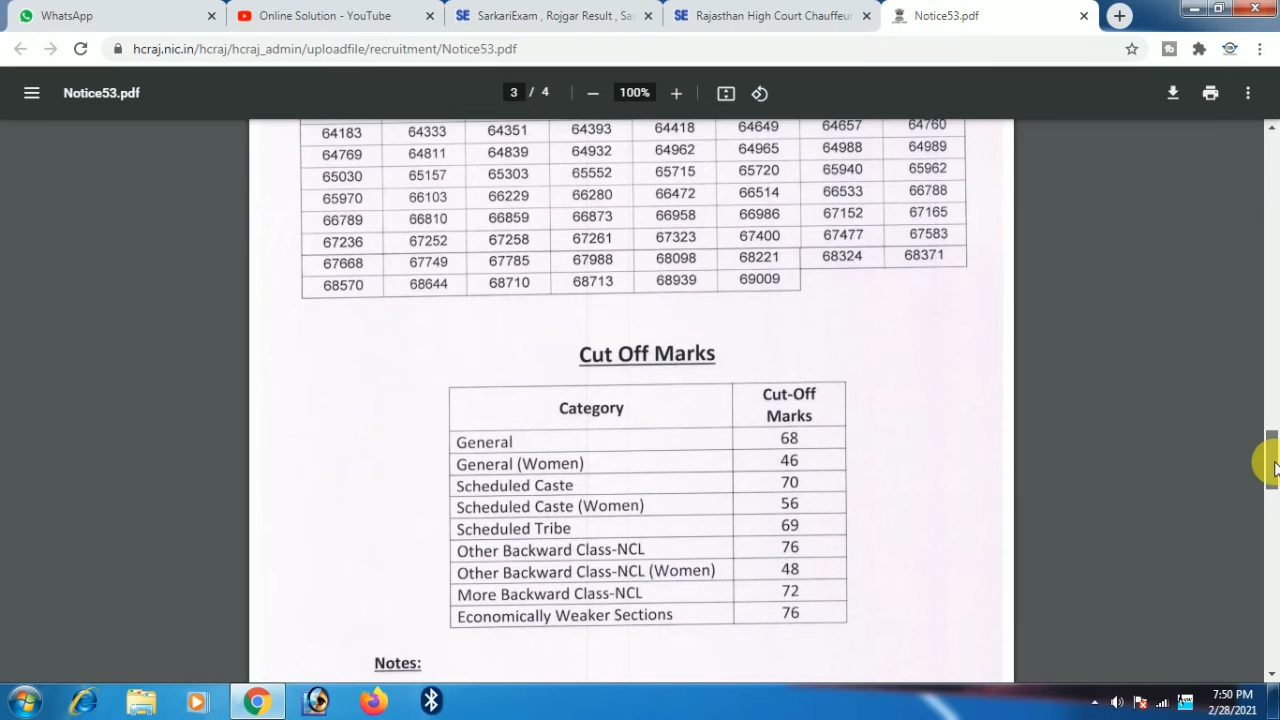 WhatsApp
Online Solution - YouTube
SarkariExam , Rojgar Result , Sa
Rajasthan High Court Chauffeur
Notice53.pdf
hcraj.nic.in/hcraj/hcraj_admin/uploadfile/recruitment/Notice53.pdf
Notice53.pdf 3 / 4 100%
64183 64333 64351 64393 64418 64649 64657 64760
64769 64811 64839 64932 64962 64965 64988 64989
65030 65157 65303 65552 65715 65720 65940 65962
65970 66103 66229 66280 66472 66514 66533 66788
66789 66810 66859 66873 66958 66986 67152 67165
67236 67252 67258 67261 67323 67400 67477 67583
67668 67749 67785 67988 68098 68221 68324 68371
68570 68644 68710 68713 68939 69009
Cut Off Marks
Category Cut-Off Marks
General 68
General (Women) 46
Scheduled Caste 70
Scheduled Caste (Women) 56
Scheduled Tribe 69
Other Backward Class-NCL 76
Other Backward Class-NCL (Women) 48
More Backward Class-NCL 72
Economically Weaker Sections 76
Notes:
7:50 PM
2/28/2021